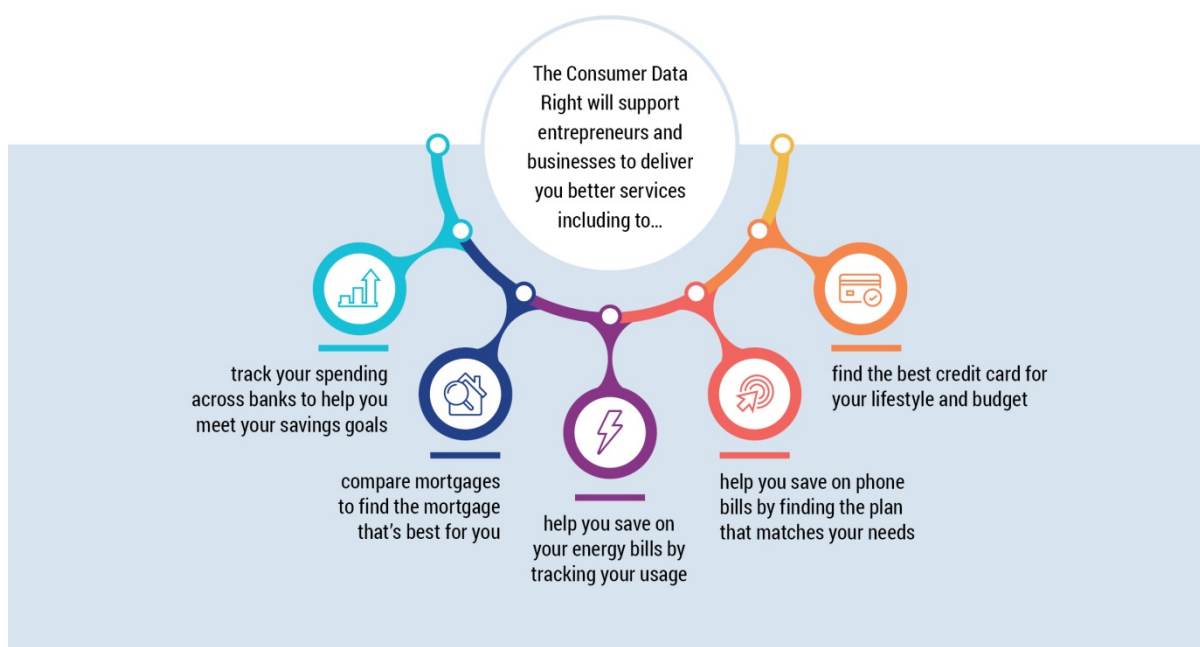 The Consumer Data
Right will support
entrepreneurs and
businesses to deliver
you better services
including to...
track your spending
across banks to help you
meet your savings goals
compare mortgages
to find the mortgage
that's best for you
help you save on
your energy bills by
tracking your usage
help you save on phone
bills by finding the plan
that matches your needs
find the best credit card for
your lifestyle and budget